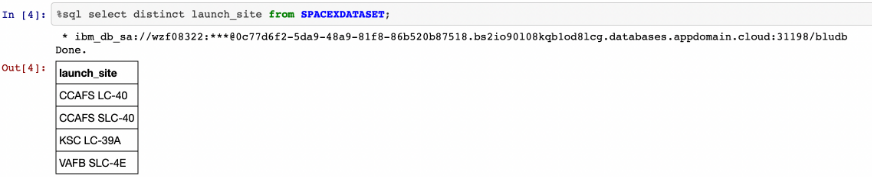 In [4]: %sql select distinct launch_site from SPACEXDATASET;
* ibm_db_sa://wzf08322:***@0c77d6f2-5da9-48a9-81f8-86b520b87518.bs2io90l08kqb1od8lcg.databases.appdomain.cloud:31198/bludb
Done.
Out[4]: launch_site
CCAFS LC-40
CCAFS SLC-40
KSC LC-39A
VAFB SLC-4E